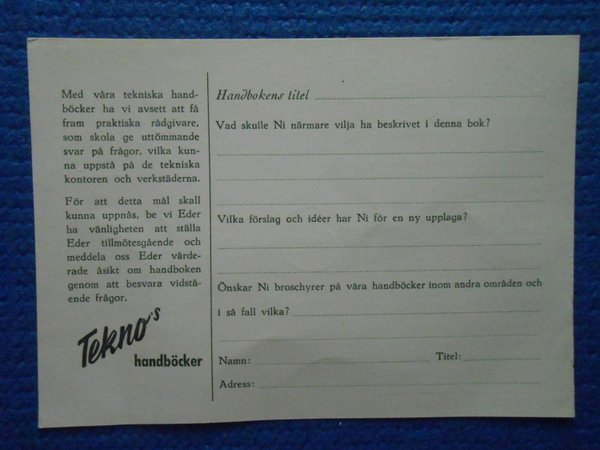 Med våra tekniska hand-
böcker ha vi avsett att få
fram praktiska rådgivare,
som skola ge uttömmande
svar på frågor, vilka kun-
na uppstå på de tekniska
kontoren och verkstäderna.
För att detta mål skall
kunna uppnås, be vi Eder
ha vänligheten att ställa
Eder tillmötesgående och
meddela oss Eder värde-
rade åsikt om handboken
genom att besvara vidstå-
ende frågor.
Tekno's
handböcker
Handbokens titel
Vad skulle Ni närmare vilja ha beskrivet i denna bok?
Vilka förslag och idéer har Ni för en ny upplaga?
Önskar Ni broschyrer på våra handböcker inom andra områden och
i så fall vilka?
Namn: Titel:
Adress: